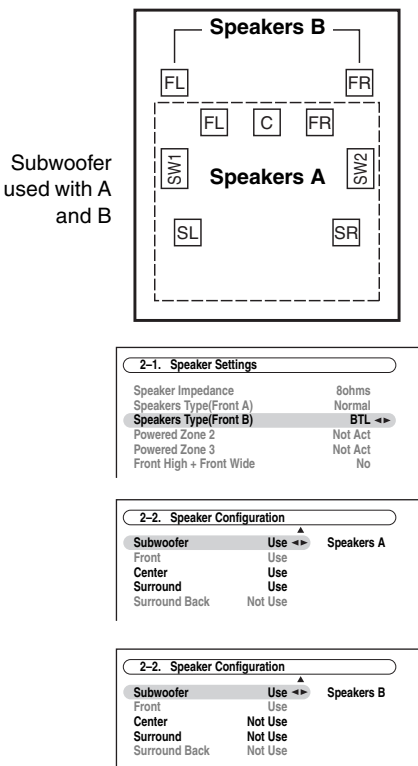 Speakers B
FL
FR
FL
C
FR
Subwoofer
used with A
and B
SW1
Speakers A
SW2
SL
SR
2–1. Speaker Settings
Speaker Impedance 8ohms
Speakers Type(Front A) Normal
Speakers Type(Front B) BTL
Powered Zone 2 Not Act
Powered Zone 3 Not Act
Front High + Front Wide No
2–2. Speaker Configuration
Subwoofer Use Speakers A
Front Use
Center Use
Surround Use
Surround Back Not Use
2–2. Speaker Configuration
Subwoofer Use Speakers B
Front Use
Center Not Use
Surround Not Use
Surround Back Not Use